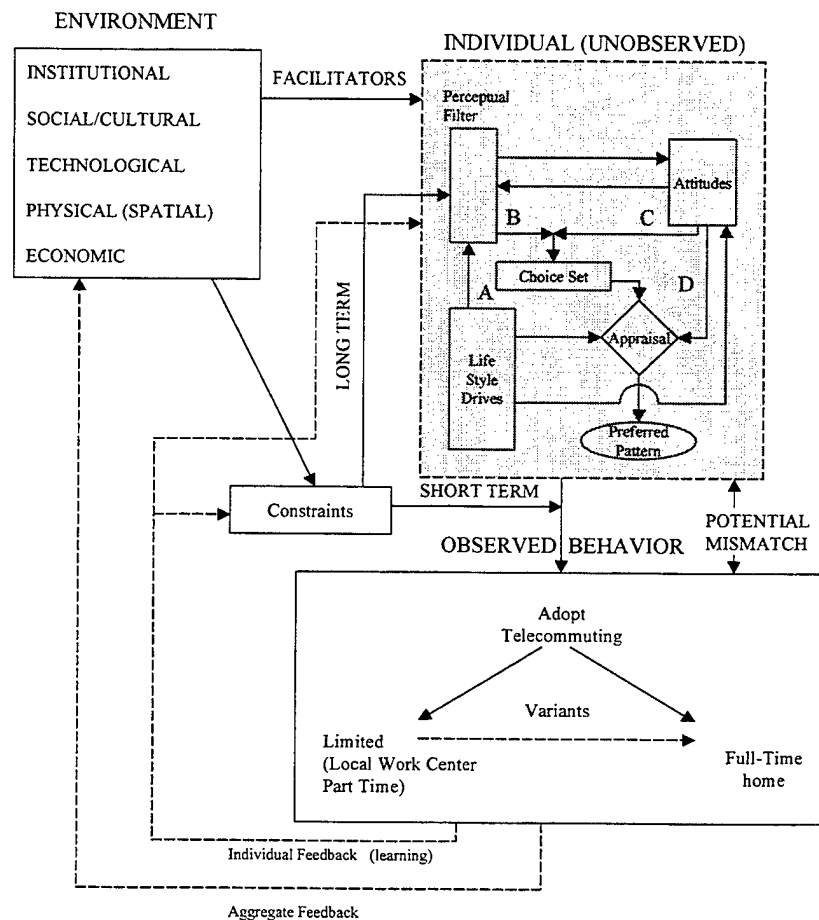 ENVIRONMENT
INSTITUTIONAL
SOCIAL/CULTURAL
TECHNOLOGICAL
PHYSICAL (SPATIAL)
ECONOMIC
FACILITATORS
INDIVIDUAL (UNOBSERVED)
Perceptual
Filter
Attitudes
B
C
Choice Set
A
D
Appraisal
Life
Style
Drives
Preferred
Pattern
LONG TERM
Constraints
SHORT TERM
POTENTIAL
MISMATCH
OBSERVED BEHAVIOR
Adopt
Telecommuting
Variants
Limited
(Local Work Center
Part Time)
Full-Time
home
Individual Feedback (learning)
Aggregate Feedback